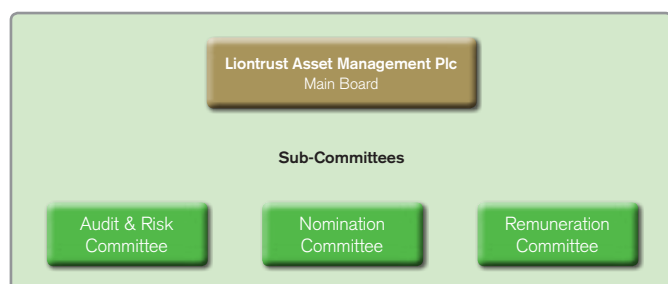 Liontrust Asset Management Plc
Main Board
Sub-Committees
Audit & Risk
Committee
Nomination
Committee
Remuneration
Committee